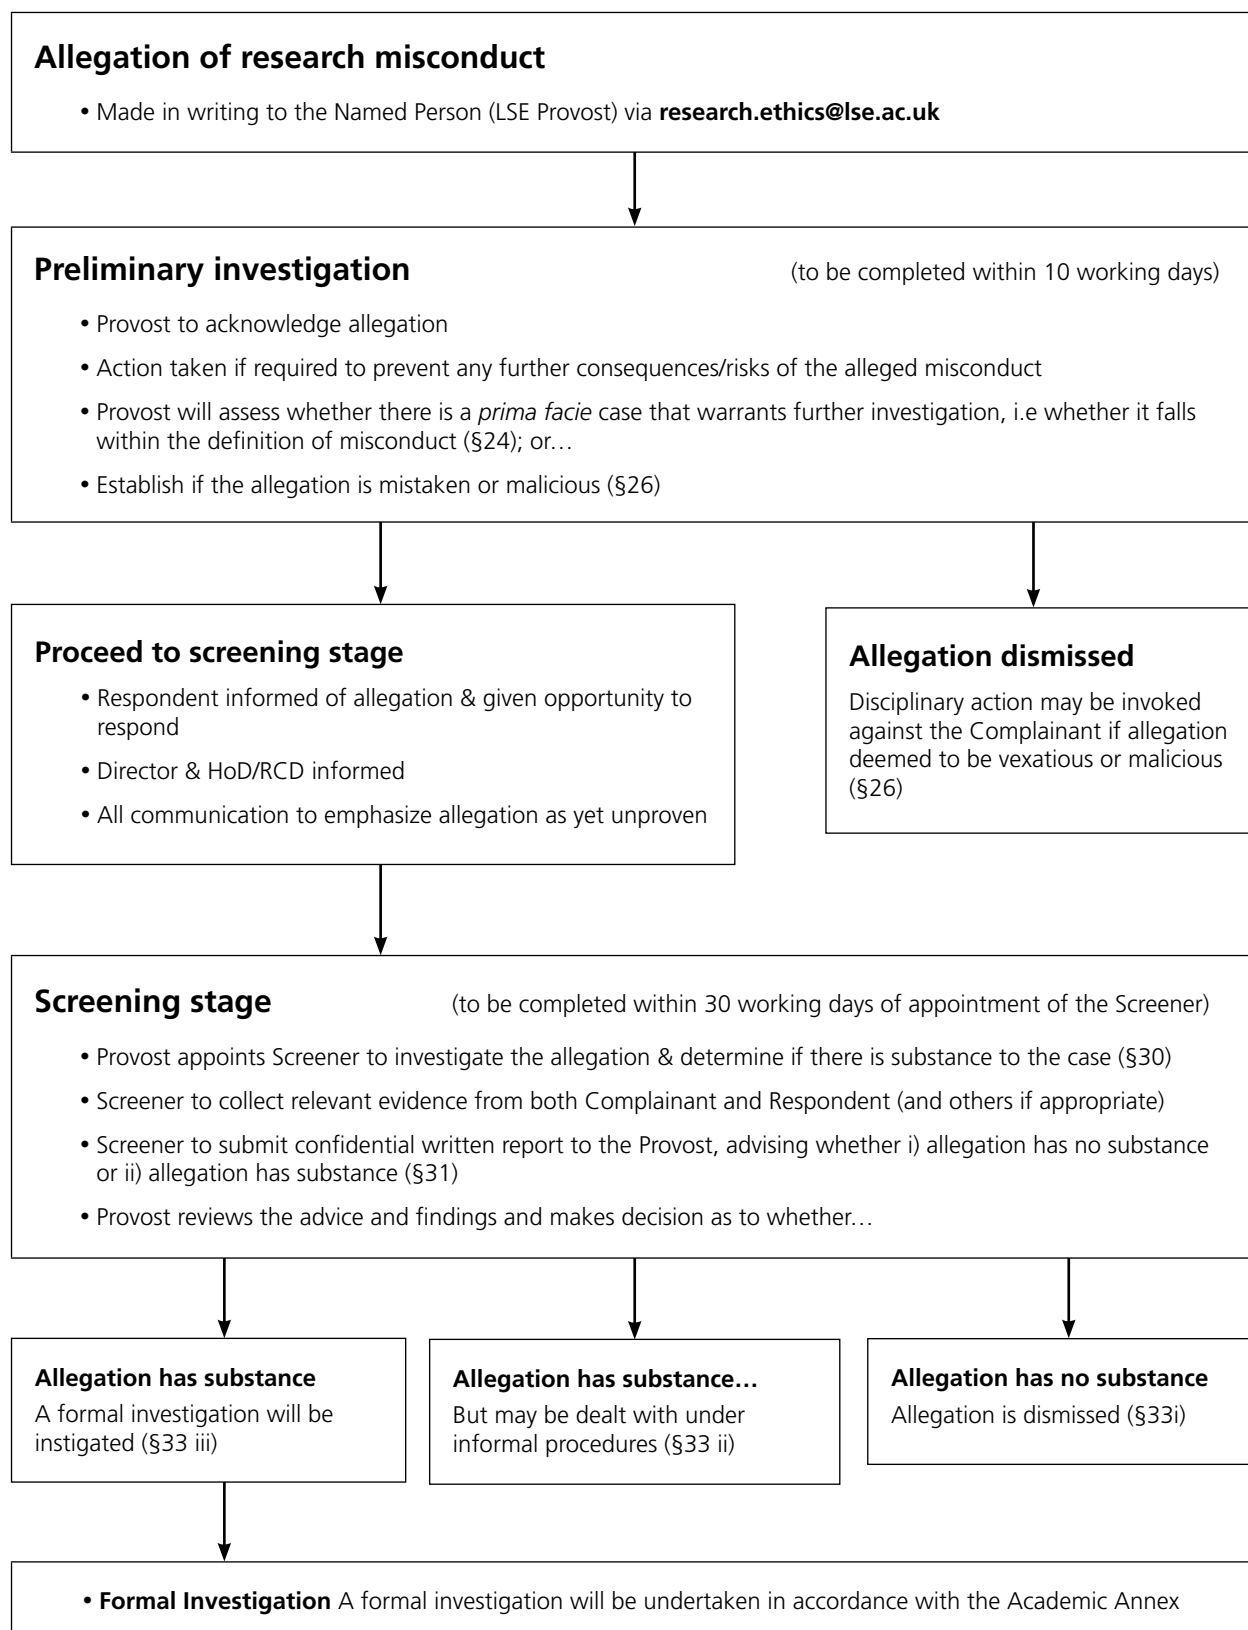 Allegation of research misconduct
• Made in writing to the Named Person (LSE Provost) via research.ethics@lse.ac.uk
Preliminary investigation (to be completed within 10 working days)
• Provost to acknowledge allegation
• Action taken if required to prevent any further consequences/risks of the alleged misconduct
• Provost will assess whether there is a prima facie case that warrants further investigation, i.e whether it falls
within the definition of misconduct (§24); or…
• Establish if the allegation is mistaken or malicious (§26)
Proceed to screening stage
• Respondent informed of allegation & given opportunity to
respond
• Director & HoD/RCD informed
• All communication to emphasize allegation as yet unproven
Allegation dismissed
Disciplinary action may be invoked
against the Complainant if allegation
deemed to be vexatious or malicious
(§26)
Screening stage (to be completed within 30 working days of appointment of the Screener)
• Provost appoints Screener to investigate the allegation & determine if there is substance to the case (§30)
• Screener to collect relevant evidence from both Complainant and Respondent (and others if appropriate)
• Screener to submit confidential written report to the Provost, advising whether i) allegation has no substance
or ii) allegation has substance (§31)
• Provost reviews the advice and findings and makes decision as to whether…
Allegation has substance
A formal investigation will be
instigated (§33 iii)
Allegation has substance…
But may be dealt with under
informal procedures (§33 ii)
Allegation has no substance
Allegation is dismissed (§33i)
• Formal Investigation A formal investigation will be undertaken in accordance with the Academic Annex